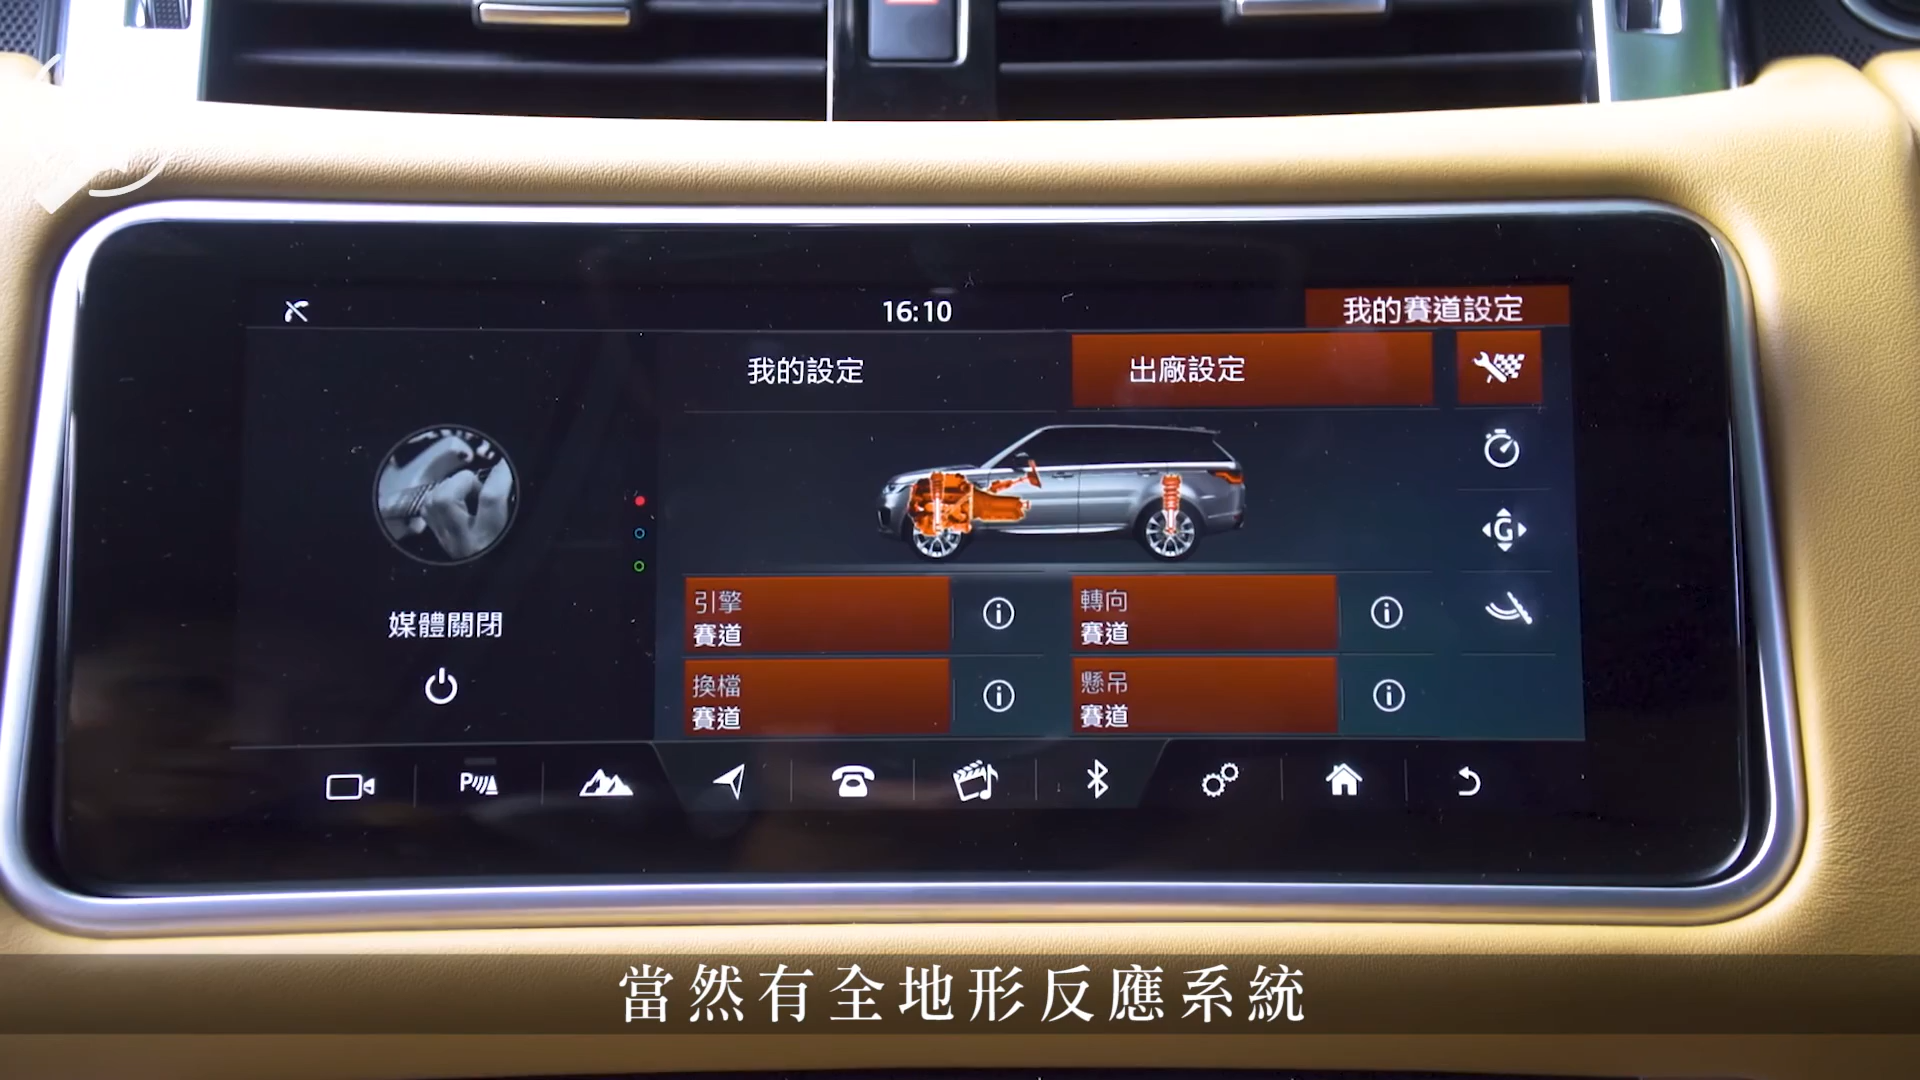 16:10
我的賽道設定
我的設定
出廠設定
G
媒體關閉
引擎
賽道
轉向
賽道
換檔
賽道
懸吊
賽道
P
當然有全地形反應系統